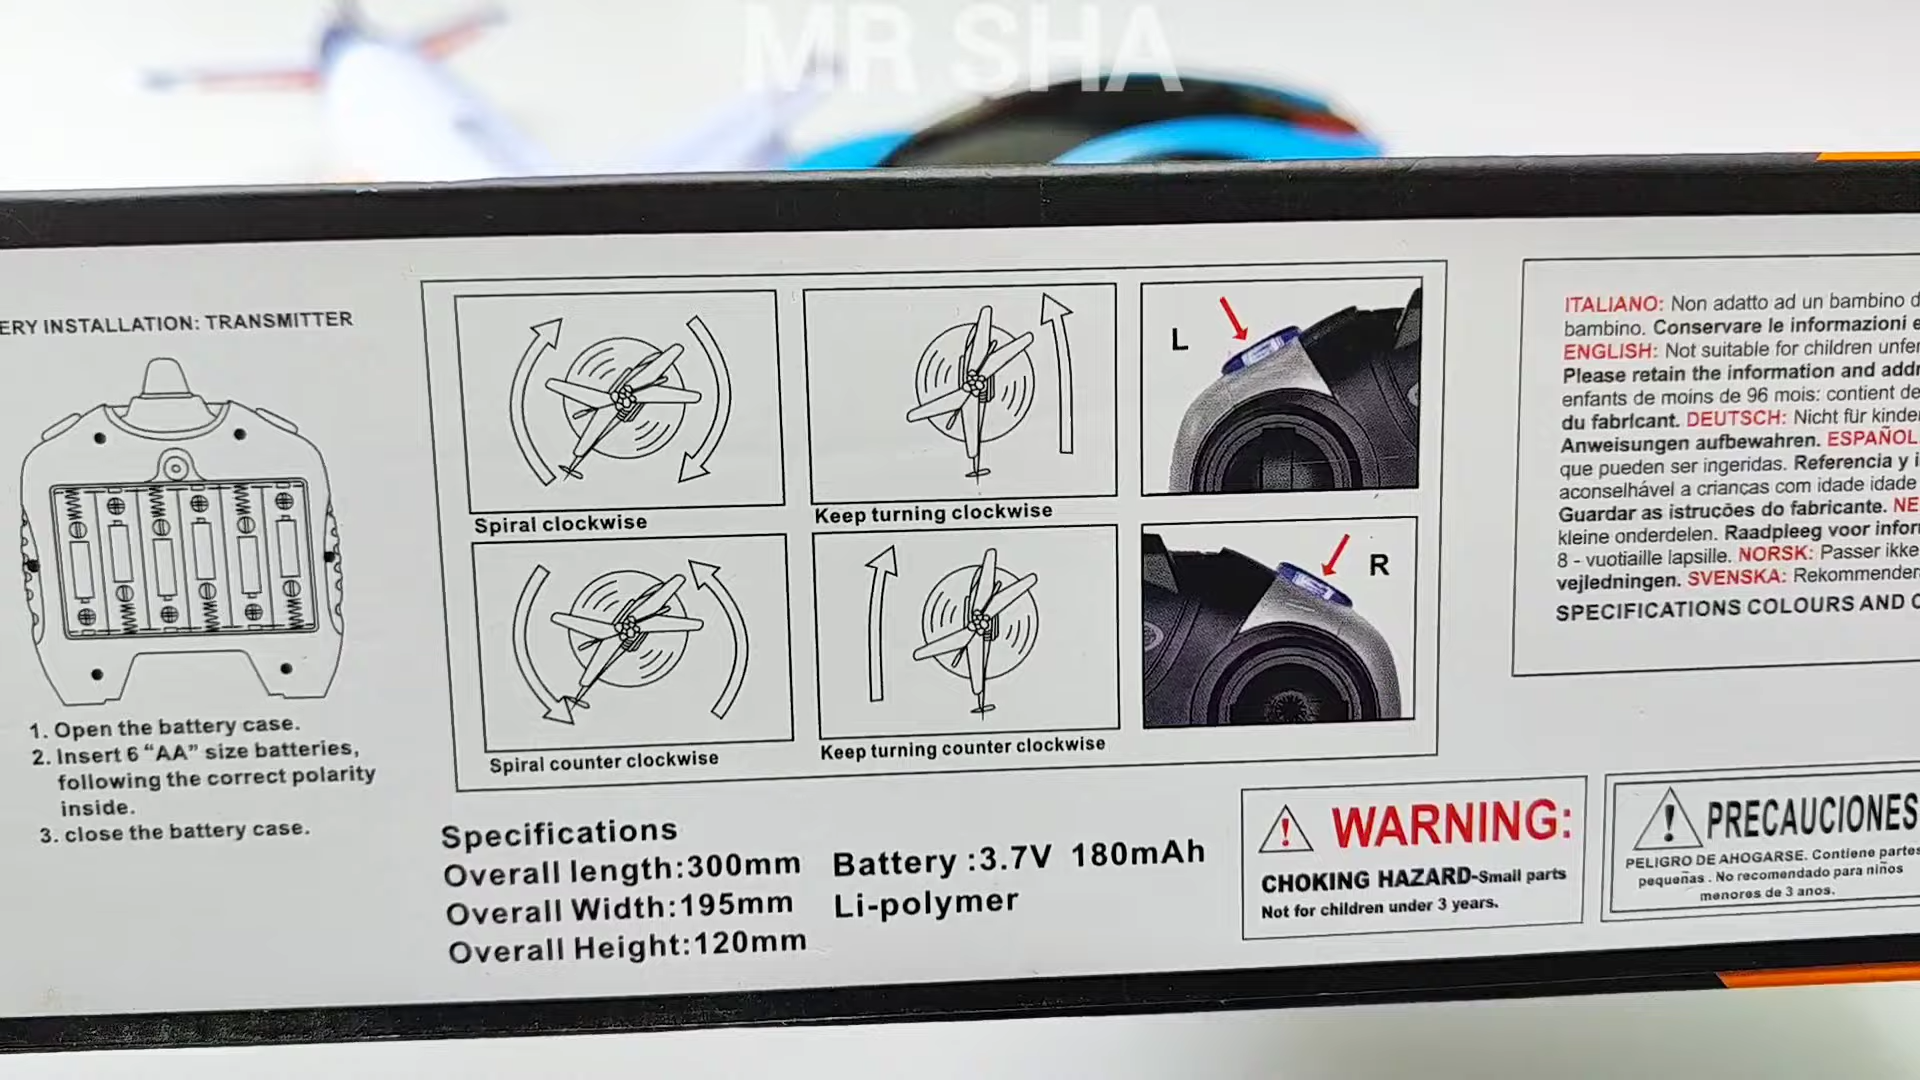 MR SHA
ERY INSTALLATION: TRANSMITTER
1. Open the battery case.
2. Insert 6 “AA” size batteries,
following the correct polarity
inside.
3. close the battery case.
Spiral clockwise
Keep turning clockwise
L
Spiral counter clockwise
Keep turning counter clockwise
R
Specifications
Overall length:300mm
Overall Width:195mm
Overall Height:120mm
Battery :3.7V 180mAh
Li-polymer
ITALIANO: Non adatto ad un bambino d
bambino. Conservare le informazioni e
ENGLISH: Not suitable for children unfer
Please retain the information and addr
enfants de moins de 96 mois: contient de
du fabricant. DEUTSCH: Nicht für kinder
Anweisungen aufbewahren. ESPAÑOL
que pueden ser ingeridas. Referencia y i
aconselhável a crianças com idade idade
Guardar as istruções do fabricante. NE
kleine onderdelen. Raadpleeg voor infor
8 - vuotiaille lapsille. NORSK: Passer ikke
vejledningen. SVENSKA: Rekommender
SPECIFICATIONS COLOURS AND C
WARNING:
CHOKING HAZARD-Small parts
Not for children under 3 years.
PRECAUCIONES
PELIGRO DE AHOGARSE. Contiene partes
pequeñas . No recomendado para niños
menores de 3 anos.